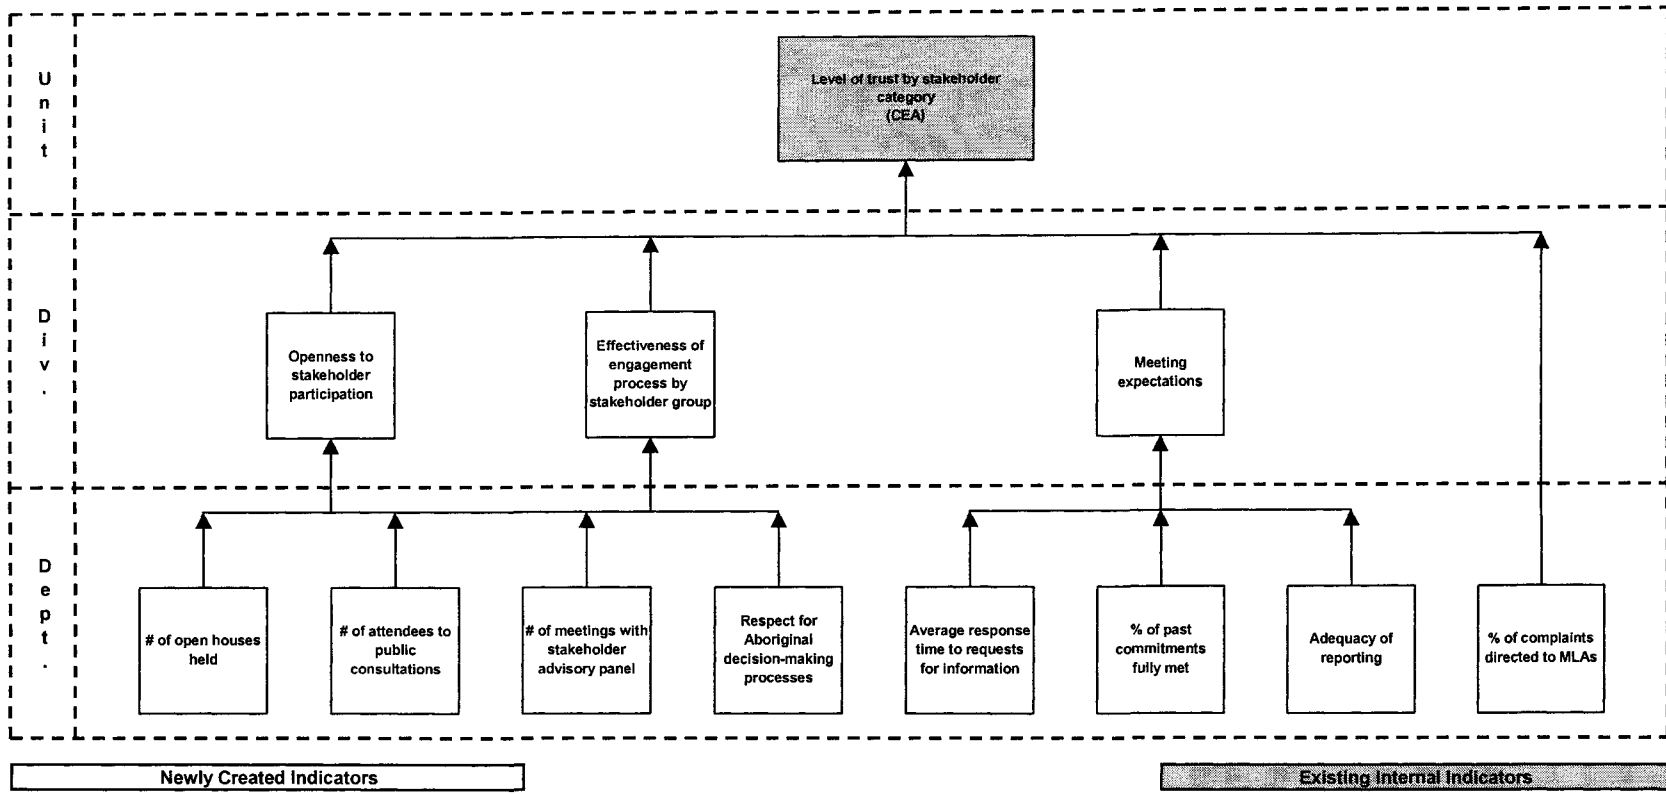 Unit
Level of trust by stakeholder
category
(CEA)
Div.
Openness to
stakeholder
participation
Effectiveness of
engagement
process by
stakeholder group
Meeting
expectations
Dept.
# of open houses
held
# of attendees to
public
consultations
# of meetings with
stakeholder
advisory panel
Respect for
Aboriginal
decision-making
processes
Average response
time to requests
for information
% of past
commitments
fully met
Adequacy of
reporting
% of complaints
directed to MLAs
Newly Created Indicators
Existing Internal Indicators